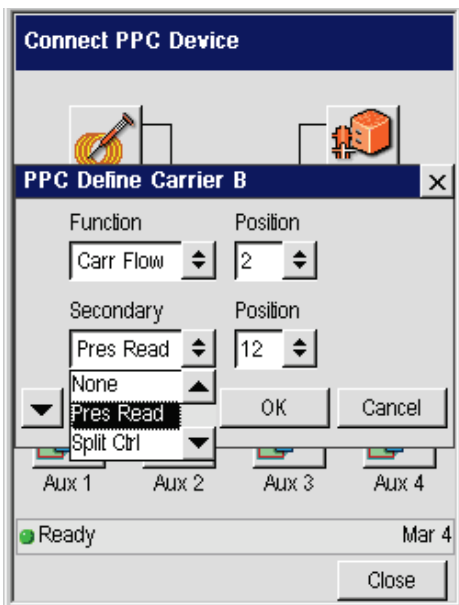 Connect PPC Device
PPC Define Carrier B
Function Position
Carr Flow 2
Secondary Position
Pres Read 12
None
Pres Read
Split Ctrl
OK Cancel
Aux 1 Aux 2 Aux 3 Aux 4
Ready Mar 4
Close